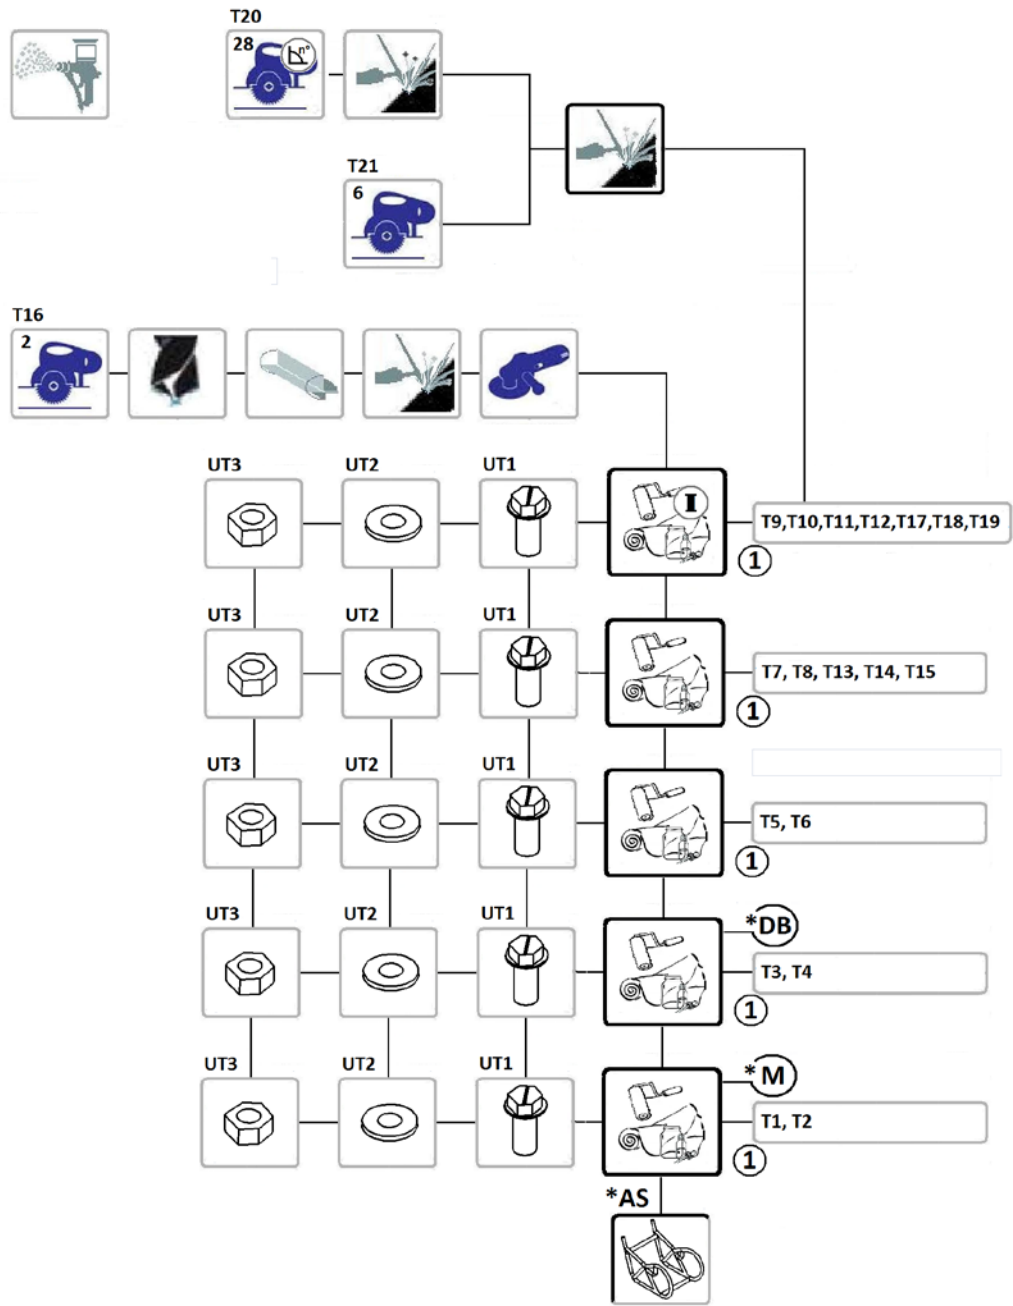 T20
28
n°
T21
6
T16
2
UT3 UT2 UT1
I
T9,T10,T11,T12,T17,T18,T19
1
UT3 UT2 UT1
T7, T8, T13, T14, T15
1
UT3 UT2 UT1
T5, T6
1
UT3 UT2 UT1
*DB
T3, T4
1
UT3 UT2 UT1
*M
T1, T2
1
*AS